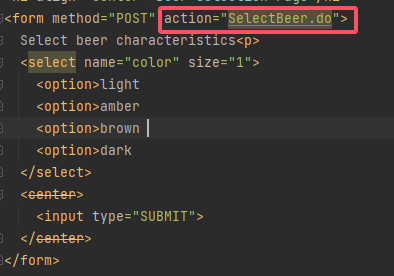 <form method="POST" action="SelectBeer.do">
Select beer characteristics<p>
<select name="color" size="1">
<option>light
<option>amber
<option>brown
<option>dark
</select>
<center>
<input type="SUBMIT">
</center>
</form>